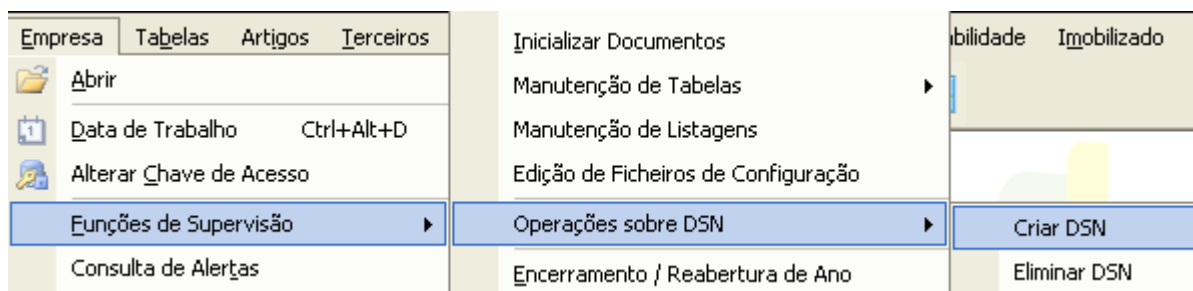 Empresa Tabelas Artigos Terceiros
Abrir
Data de Trabalho Ctrl+Alt+D
Alterar Chave de Acesso
Funções de Supervisão
Consulta de Alertas
Inicializar Documentos
Manutenção de Tabelas
Manutenção de Listagens
Edição de Ficheiros de Configuração
Operações sobre DSN
Encerramento / Reabertura de Ano
bilidade Imobilizado
Criar DSN
Eliminar DSN